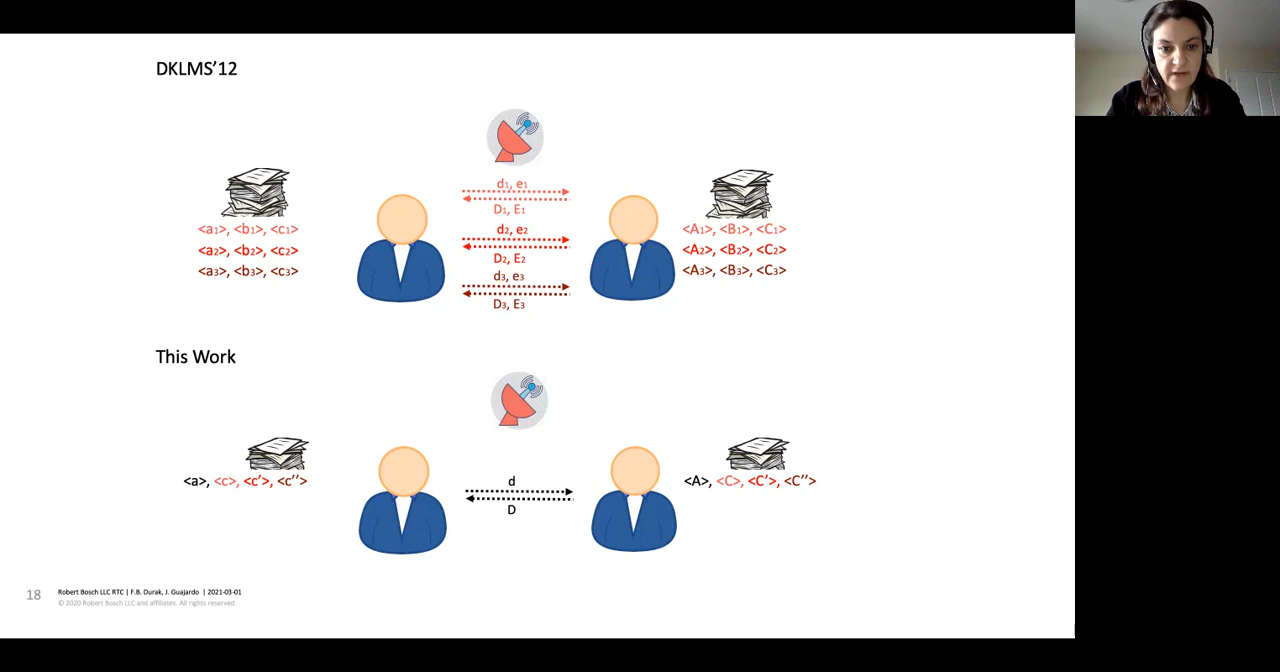 DKLMS’12
d1, e1
D1, E1
<a1>, <b1>, <c1>
<A1>, <B1>, <C1>
d2, e2
<a2>, <b2>, <c2>
<A2>, <B2>, <C2>
D2, E2
<a3>, <b3>, <c3>
<A3>, <B3>, <C3>
d3, e3
D3, E3
This Work
<a>, <c>, <c’>, <c’’>
d
<A>, <C>, <C’>, <C’’>
D
18
Robert Bosch LLC RTC | F.B. Durak, J. Guajardo | 2021-03-01
© 2020 Robert Bosch LLC and affiliates. All rights reserved.